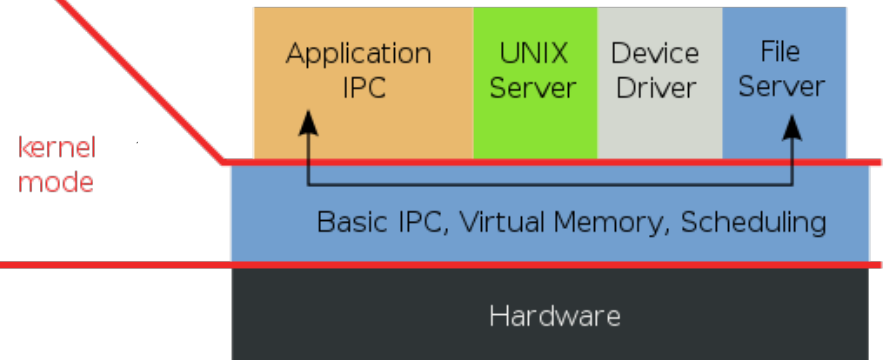 Application
IPC
UNIX
Server
Device
Driver
File
Server
kernel
mode
Basic IPC, Virtual Memory, Scheduling
Hardware